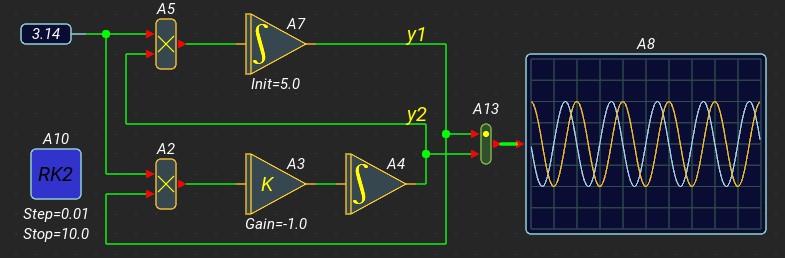 A5
3.14
A7
y1
A8
Init=5.0
y2
A13
A10
RK2
A2
A3
A4
K
Step=0.01
Stop=10.0
Gain=-1.0